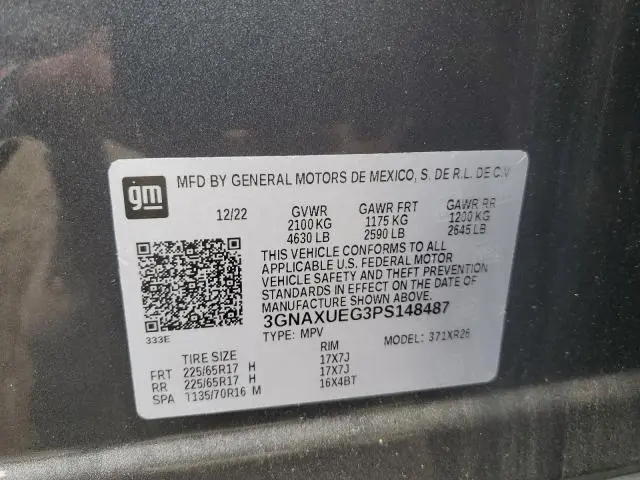 gm
MFD BY GENERAL MOTORS DE MEXICO, S. DE R.L. DE C.V
12/22 GVWR GAWR FRT GAWR RR
2100 KG 1175 KG 1200 KG
4630 LB 2590 LB 2645 LB
THIS VEHICLE CONFORMS TO ALL
APPLICABLE U.S. FEDERAL MOTOR
VEHICLE SAFETY AND THEFT PREVENTION
STANDARDS IN EFFECT ON THE DATE OF
MANUFACTURE SHOWN ABOVE.
3GNAXUEG3PS148487
333E
TYPE: MPV MODEL: 371XR26
TIRE SIZE RIM
FRT 225/65R17 H 17X7J
RR 225/65R17 H 17X7J
SPA T135/70R16 M 16X4BT